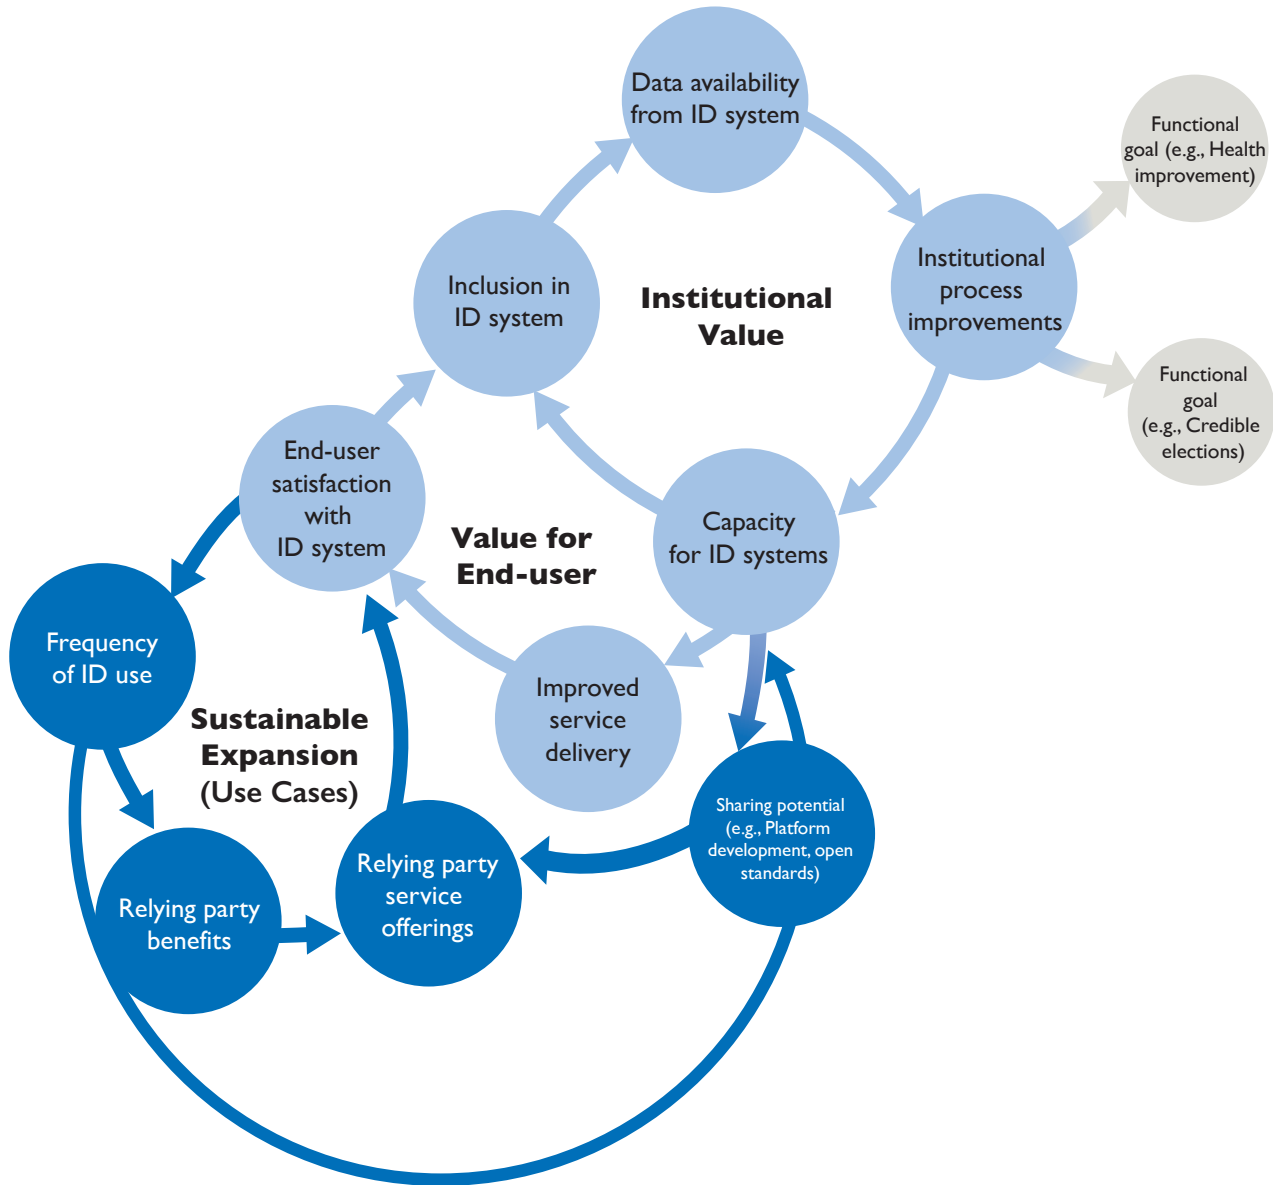 Data availability
from ID system
Functional
goal (e.g., Health
improvement)
Institutional
process
improvements
Inclusion in
ID system
Institutional
Value
Functional
goal
(e.g., Credible
elections)
End-user
satisfaction
with
ID system
Value for
End-user
Capacity
for ID systems
Frequency
of ID use
Improved
service
delivery
Sustainable
Expansion
(Use Cases)
Sharing potential
(e.g., Platform
development, open
standards)
Relying party
service
offerings
Relying party
benefits